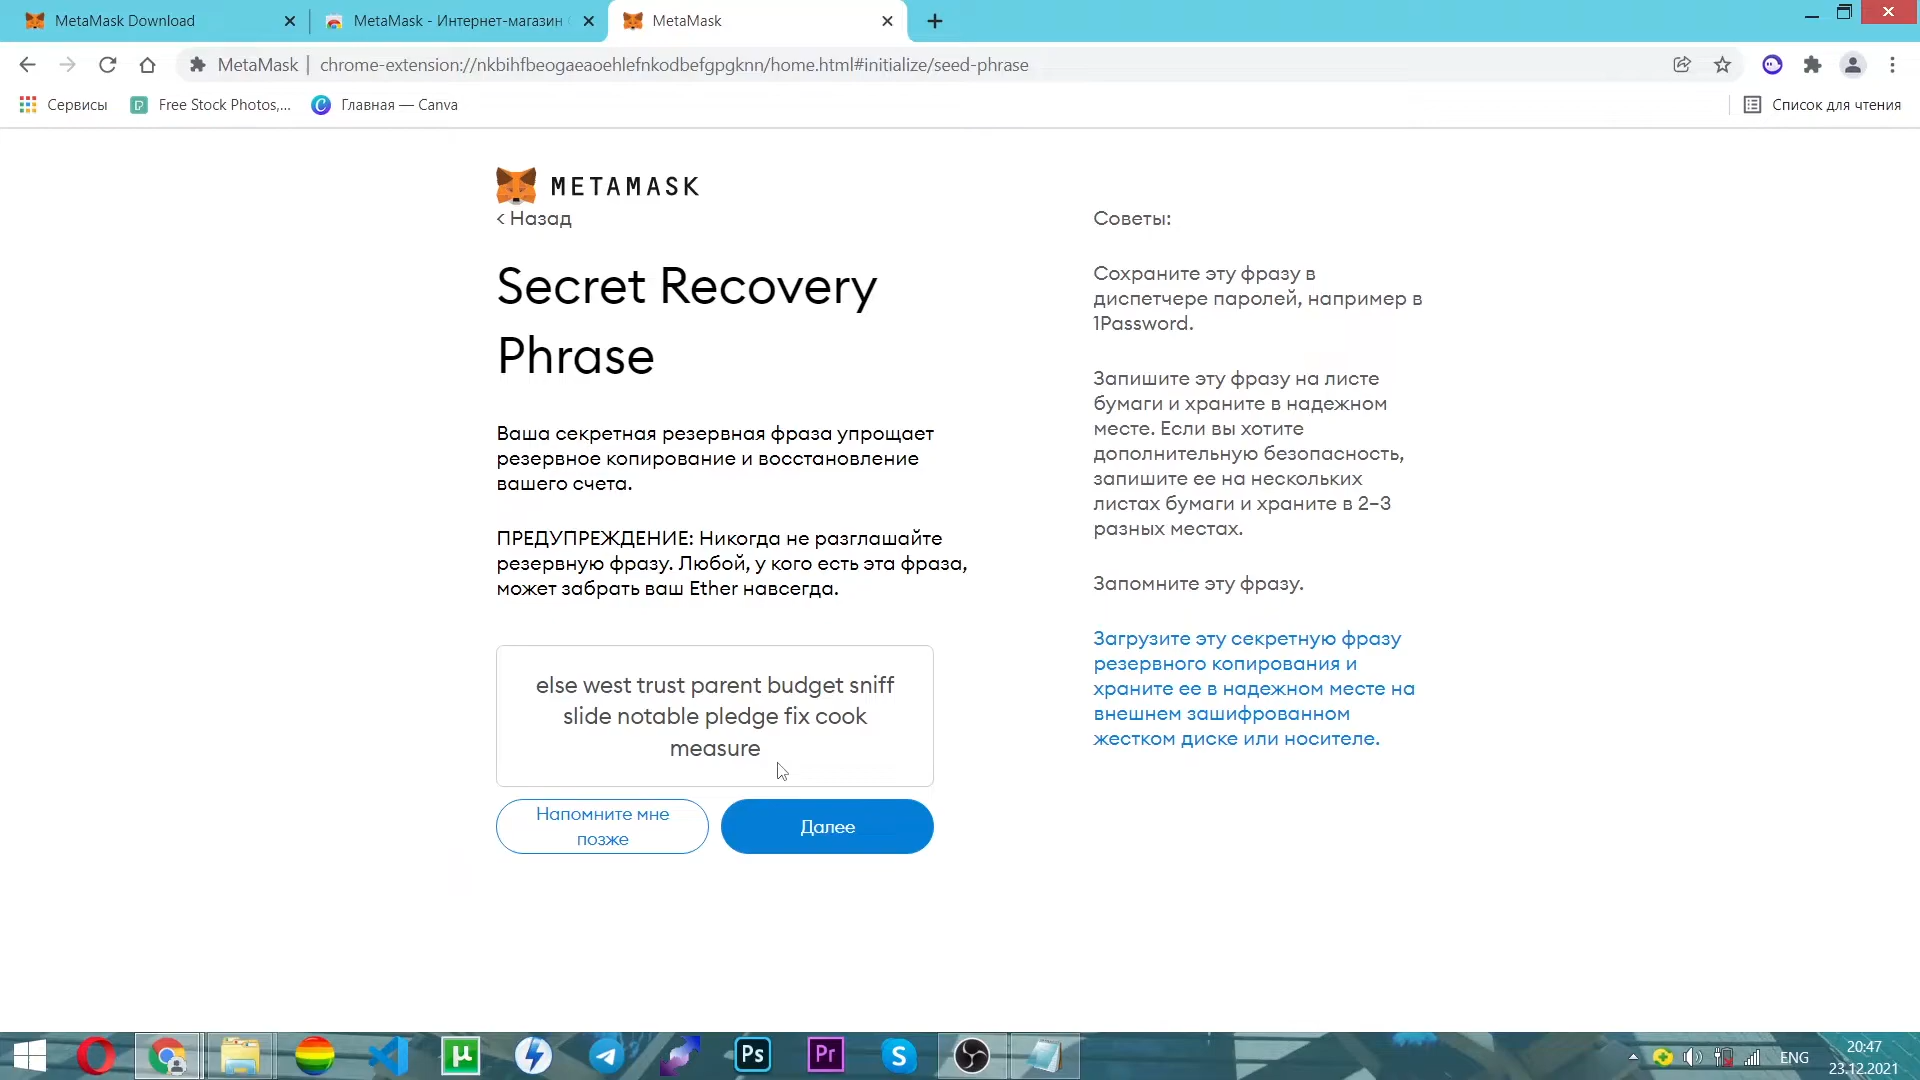 MetaMask Download
MetaMask - Интернет-магазин
MetaMask
MetaMask | chrome-extension://nkbihfbeogaeaoehlefnkodbefgpgknn/home.html#initialize/seed-phrase
Сервисы
Free Stock Photos,...
Главная — Canva
Список для чтения
METAMASK
< Назад
Secret Recovery
Phrase
Ваша секретная резервная фраза упрощает
резервное копирование и восстановление
вашего счета.
ПРЕДУПРЕЖДЕНИЕ: Никогда не разглашайте
резервную фразу. Любой, у кого есть эта фраза,
может забрать ваш Ether навсегда.
else west trust parent budget sniff
slide notable pledge fix cook
measure
Напомните мне
позже
Далее
Советы:
Сохраните эту фразу в
диспетчере паролей, например в
1Password.
Запишите эту фразу на листе
бумаги и храните в надежном
месте. Если вы хотите
дополнительную безопасность,
запишите ее на нескольких
листах бумаги и храните в 2–3
разных местах.
Запомните эту фразу.
Загрузите эту секретную фразу
резервного копирования и
храните ее в надежном месте на
внешнем зашифрованном
жестком диске или носителе.
Ps
Pr
ENG
20:47
23.12.2021